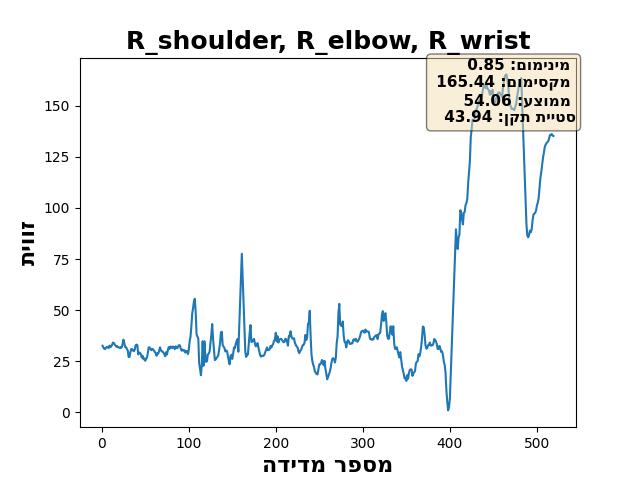 R_shoulder, R_elbow, R_wrist
מינימום: 0.85
מקסימום: 165.44
ממוצע: 54.06
סטיית תקן: 43.94
זווית
150
125
100
75
50
25
0
0 100 200 300 400 500
מספר מדידה